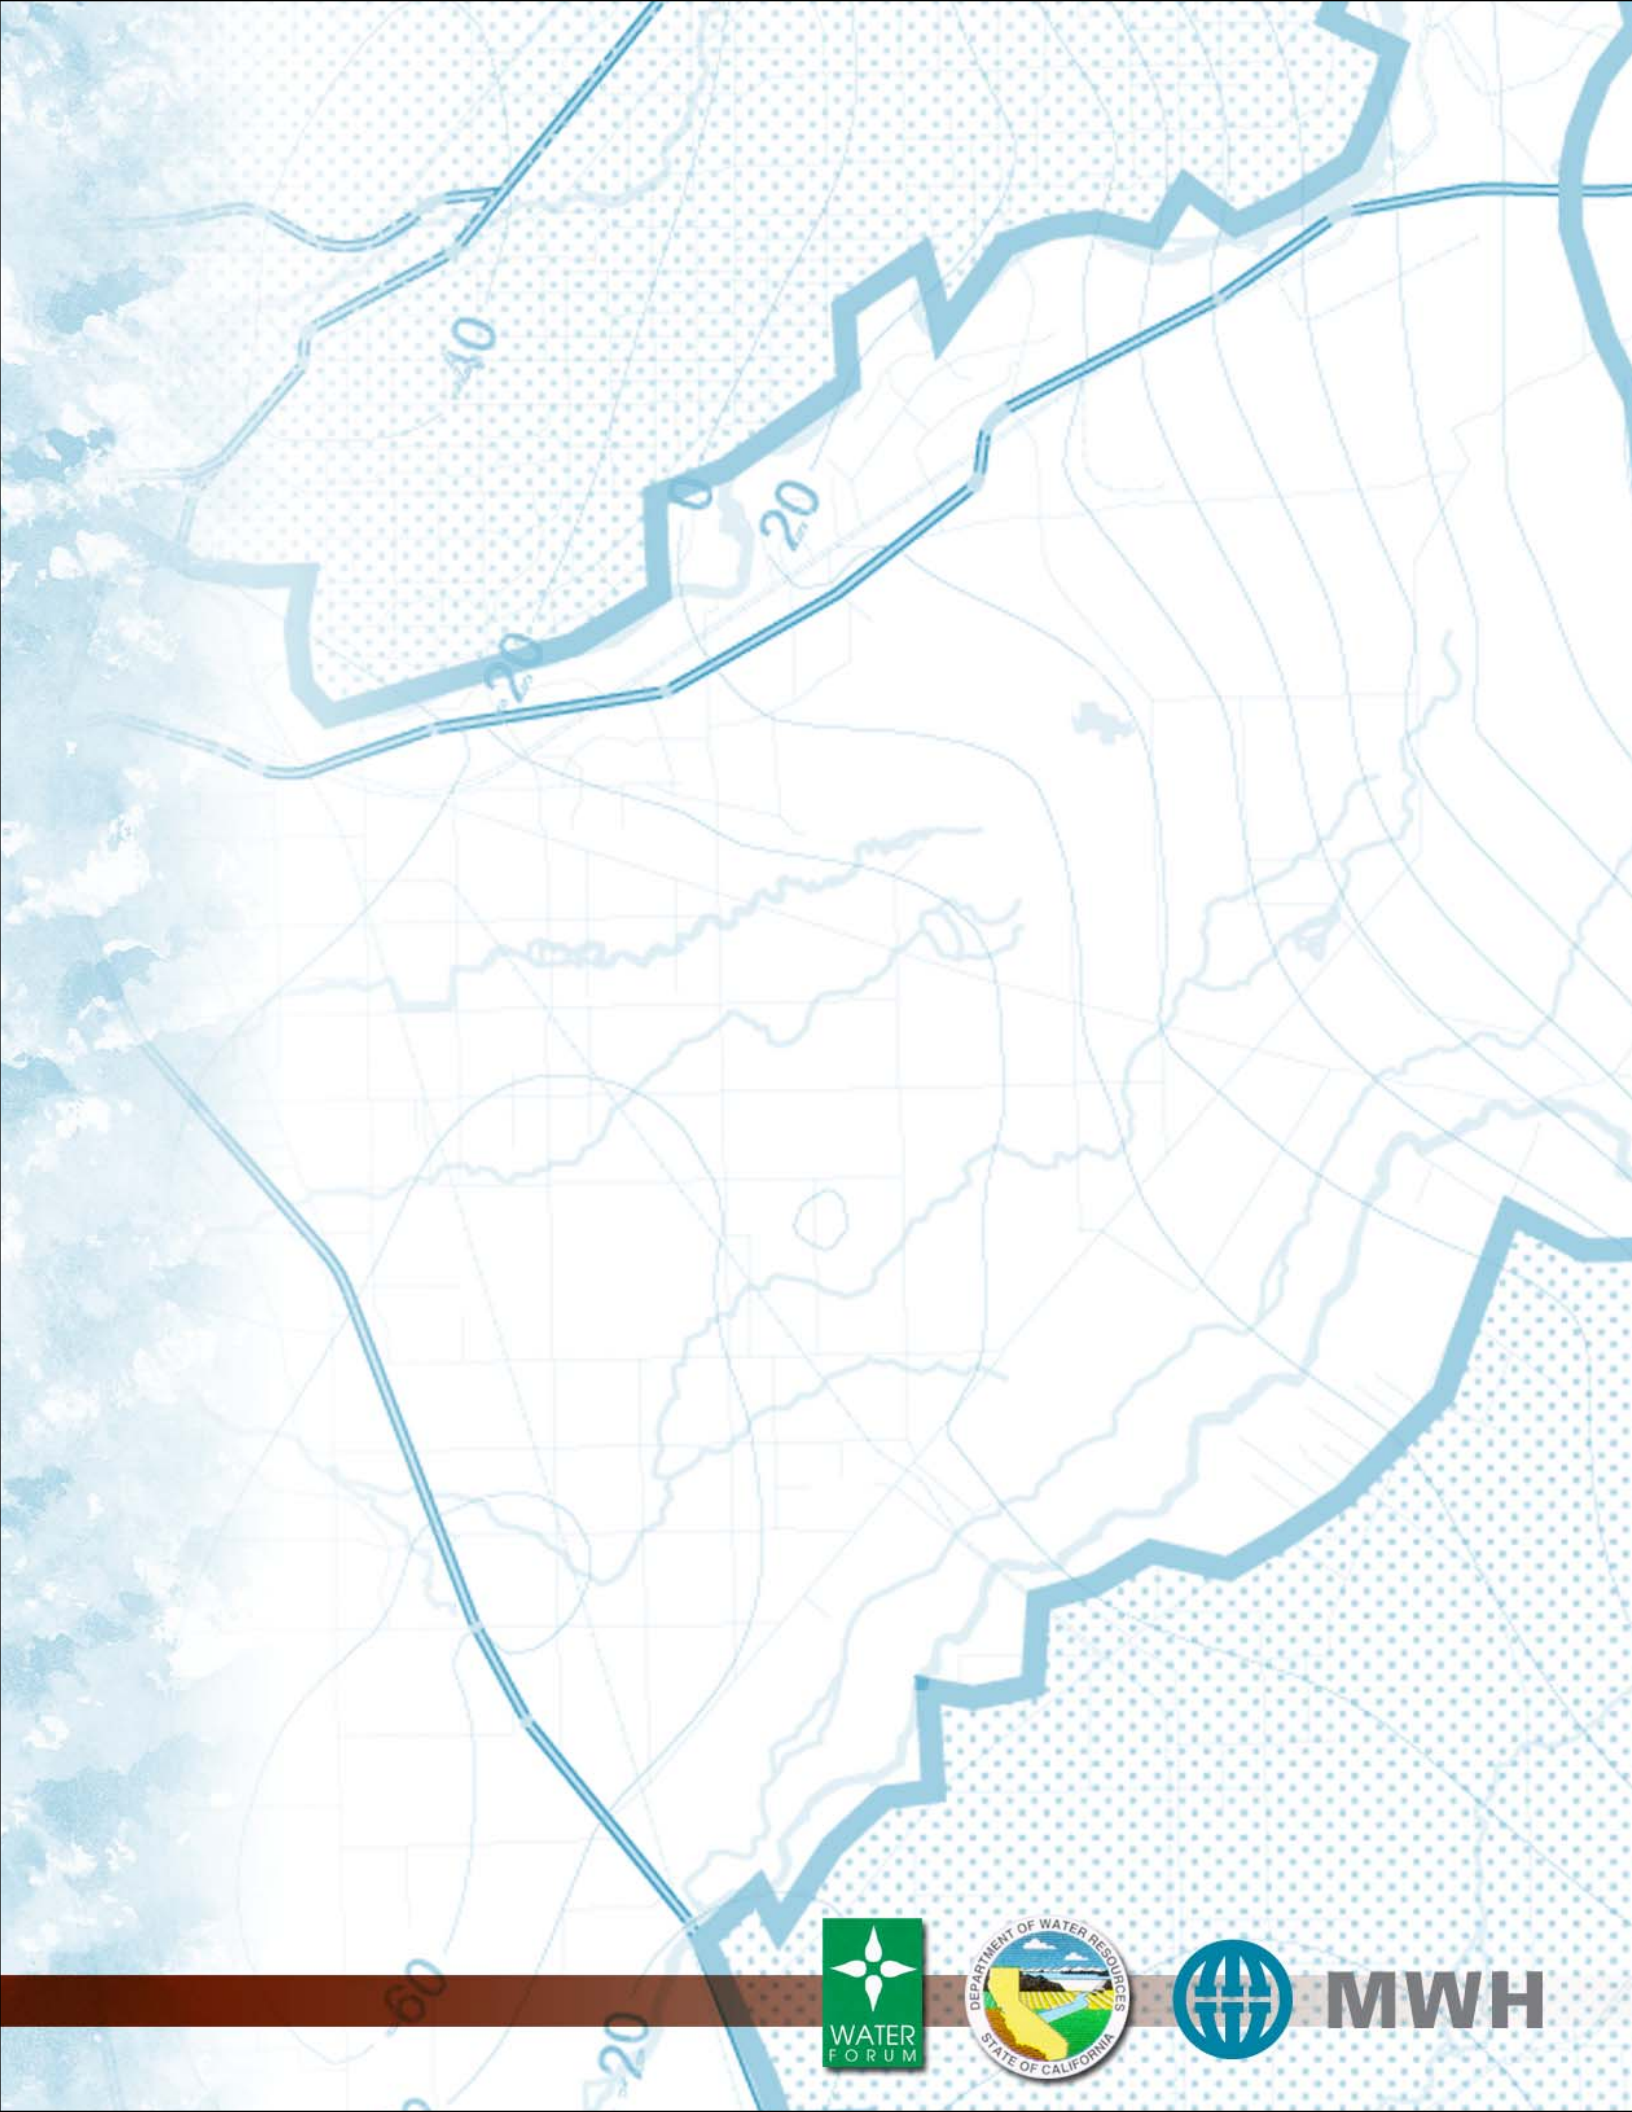 -40
0
20
-20
-60
20
WATER
FORUM
DEPARTMENT OF WATER RESOURCES
STATE OF CALIFORNIA
MWH